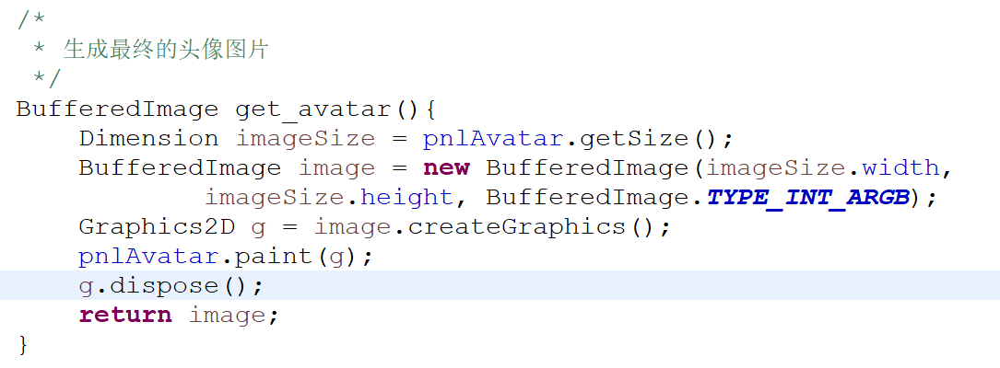 /*
 * 生成最终的头像图片
 */
BufferedImage get_avatar(){
    Dimension imageSize = pnlAvatar.getSize();
    BufferedImage image = new BufferedImage(imageSize.width,
            imageSize.height, BufferedImage.TYPE_INT_ARGB);
    Graphics2D g = image.createGraphics();
    pnlAvatar.paint(g);
    g.dispose();
    return image;
}